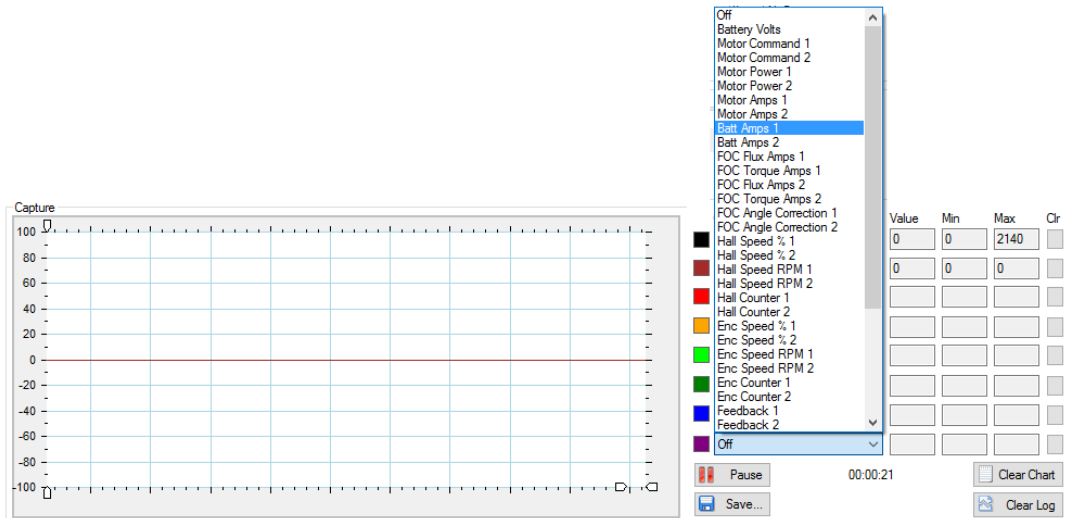 Off
Battery Volts
Motor Command 1
Motor Command 2
Motor Power 1
Motor Power 2
Motor Amps 1
Motor Amps 2
Batt Amps 1
Batt Amps 2
FOC Flux Amps 1
FOC Torque Amps 1
FOC Flux Amps 2
FOC Torque Amps 2
FOC Angle Correction 1
FOC Angle Correction 2
Hall Speed % 1
Hall Speed % 2
Hall Speed RPM 1
Hall Speed RPM 2
Hall Counter 1
Hall Counter 2
Enc Speed % 1
Enc Speed % 2
Enc Speed RPM 1
Enc Speed RPM 2
Enc Counter 1
Enc Counter 2
Feedback 1
Feedback 2
Off
Capture
100
80
60
40
20
0
-20
-40
-60
-80
-100
Value Min Max Clr
0 0 2140
0 0 0
Pause 00:00:21 Clear Chart
Save... Clear Log